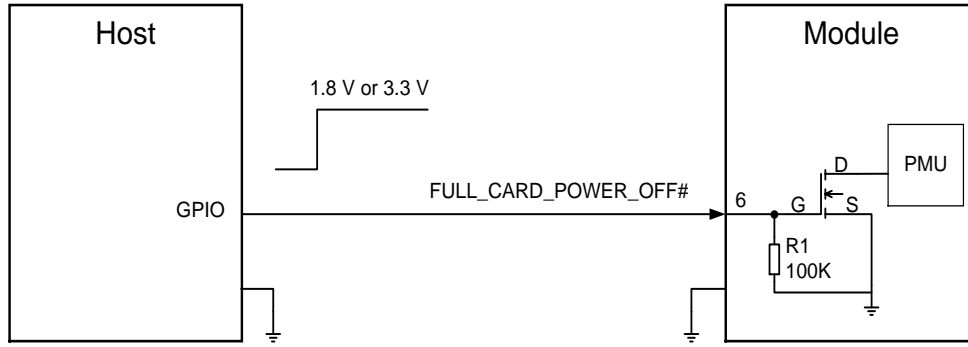 Host
Module
1.8 V or 3.3 V
D
PMU
GPIO
FULL_CARD_POWER_OFF#
6
G
S
R1
100K